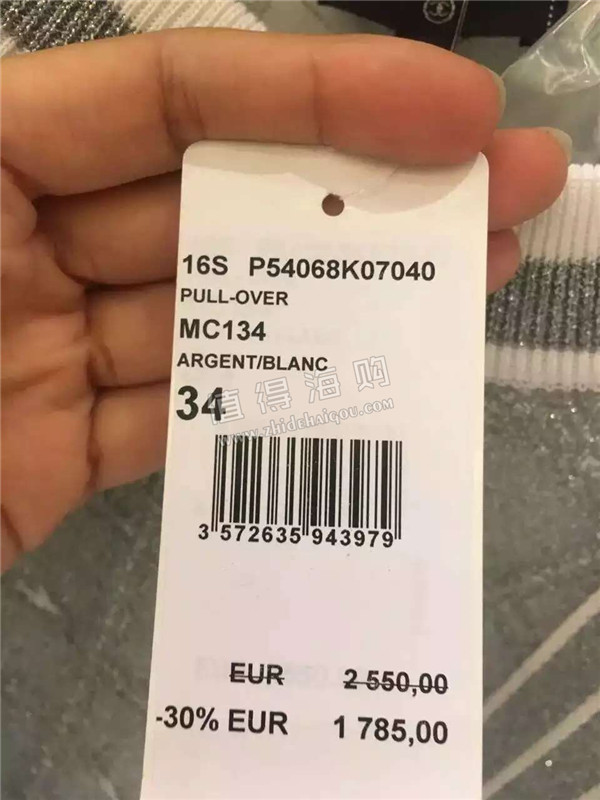 16S P54068K07040
PULL-OVER
MC134
ARGENT/BLANC
34
值得海购
www.zhidehaigou.com
3 572635 943979
EUR 2 550,00
-30% EUR 1 785,00